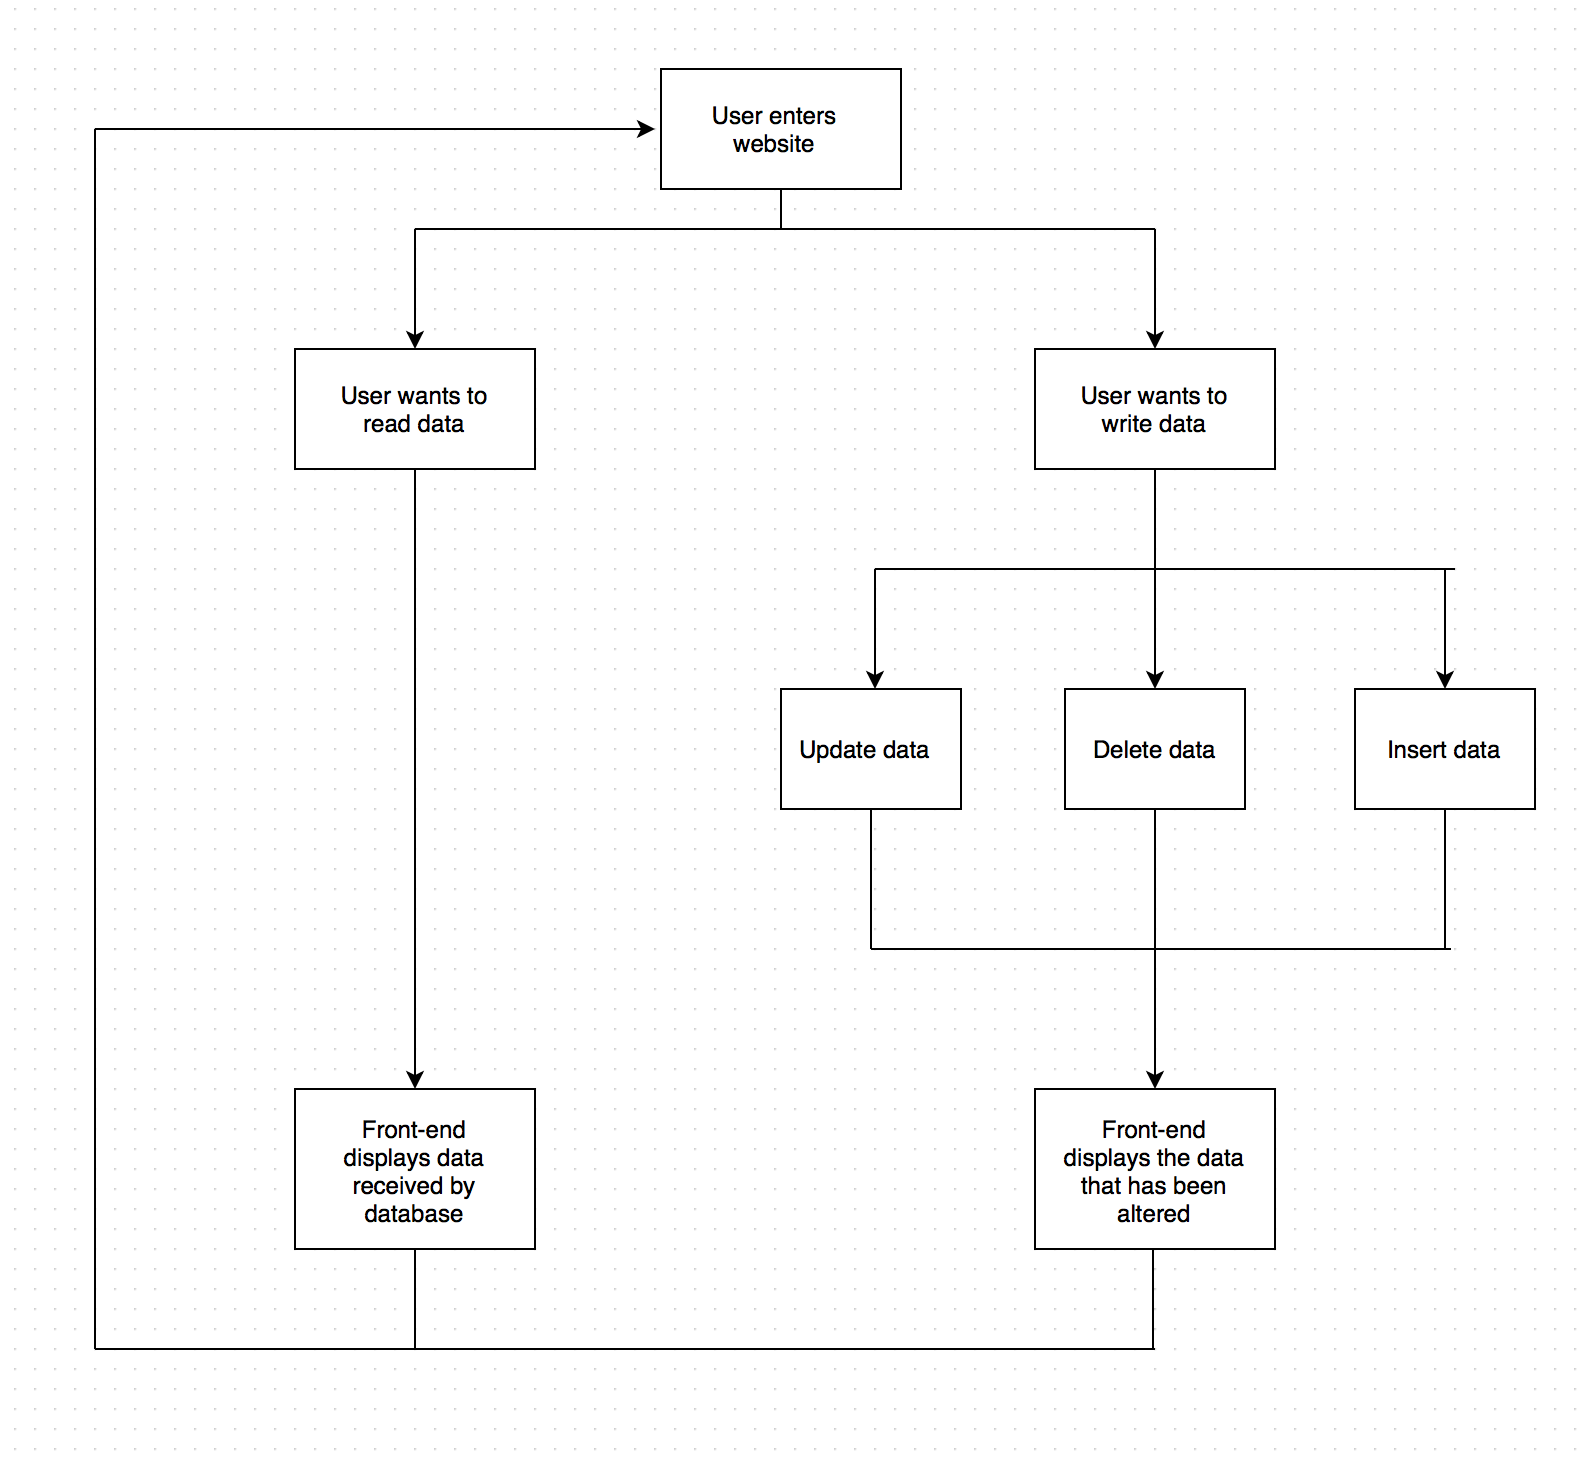 User enters
website
User wants to
read data
User wants to
write data
Update data
Delete data
Insert data
Front-end
displays data
received by
database
Front-end
displays the data
that has been
altered